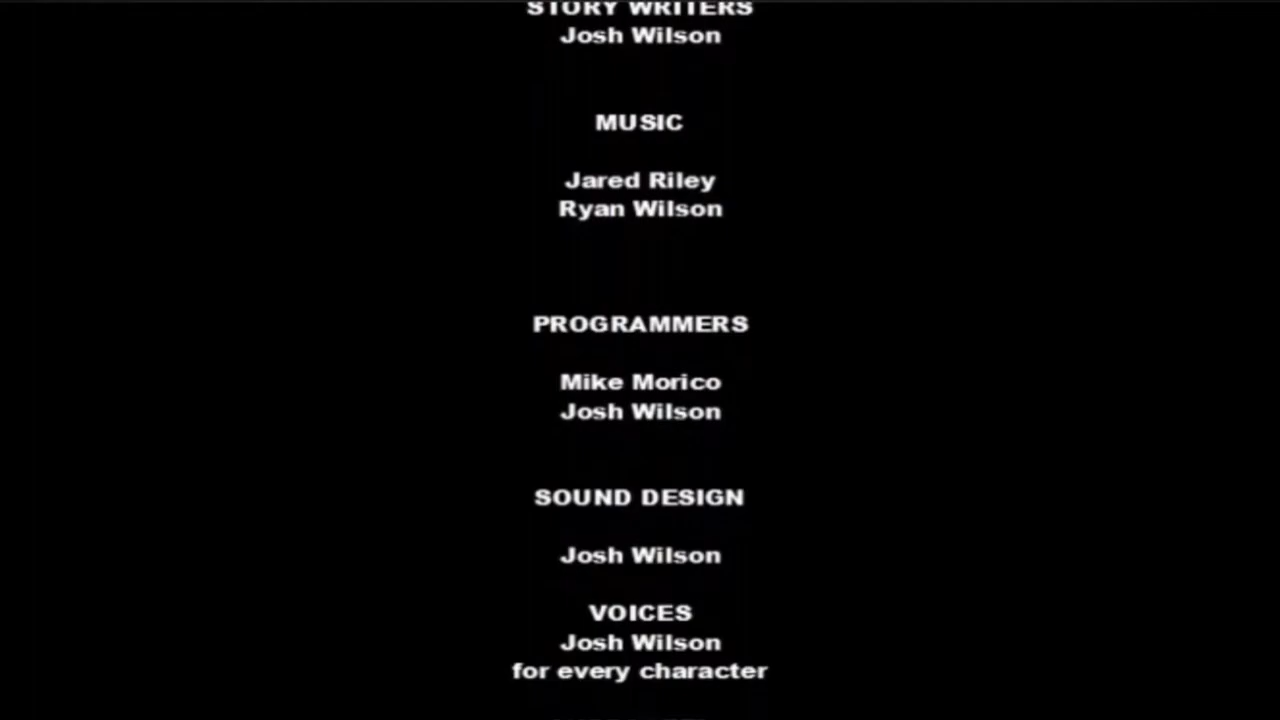 STORY WRITERS
Josh Wilson
MUSIC
Jared Riley
Ryan Wilson
PROGRAMMERS
Mike Morico
Josh Wilson
SOUND DESIGN
Josh Wilson
VOICES
Josh Wilson
for every character